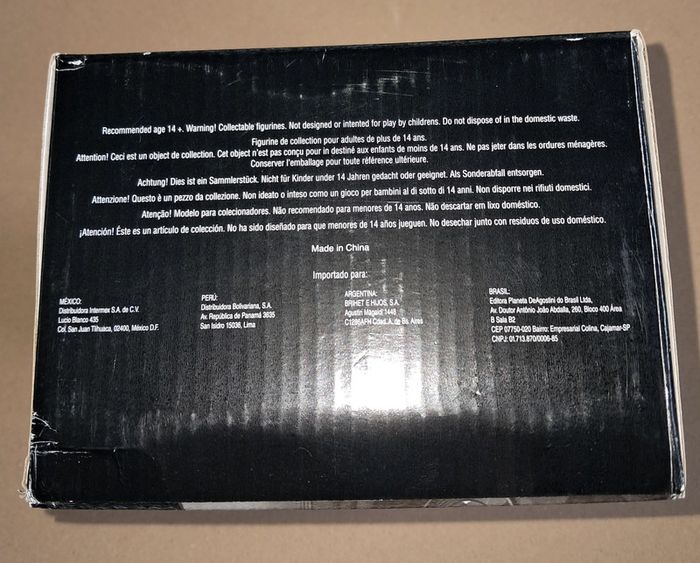 Recommended age 14 +. Warning! Collectable figurines. Not designed or intented for play by childrens. Do not dispose of in the domestic waste.
Figurine de collection pour adultes de plus de 14 ans.
Attention! Ceci est un object de collection. Cet object n'est pas conçu pour in destiné aux enfants de moins de 14 ans. Ne pas jeter dans les ordures ménagères.
Conserver l'emballage pour toute référence ultérieure.
Achtung! Dies ist ein Sammlerstück. Nicht für Kinder unter 14 Jahren gedacht oder geeignet. Als Sonderabfall entsorgen.
Attenzione! Questo è un pezzo da collezione. Non ideato o inteso como un gioco per bambini al di sotto di 14 anni. Non disporre nei rifiuti domestici.
Atenção! Modelo para colecionadores. Não recomendado para menores de 14 anos. Não descartar em lixo doméstico.
¡Atención! Éste es un artículo de colección. No ha sido diseñado para que menores de 14 años jueguen. No desechar junto con residuos de uso doméstico.
Made in China
Importado para:
MÉXICO:
Distribuidora Intermex S.A. de C.V.
Lucio Blanco 435
Col. San Juan Tlihuaca, 02400, México D.F.
PERÚ:
Distribuidora Bolivariana, S.A.
Av. República de Panamá 3635
San Isidro 15036, Lima
ARGENTINA:
BRIHET E HIJOS, S.A.
Agustín Magaldi 1448
C1286AFH Cdad. A. de Bs. Aires
BRASIL:
Editora Planeta DeAgostini do Brasil Ltda,
Av. Doutor Antônio João Abdalla, 260, Bloco 400 Área
B Sala B2
CEP 07750-020 Bairro: Empresarial Colina, Cajamar-SP
CNPJ: 01.713.870/0006-85